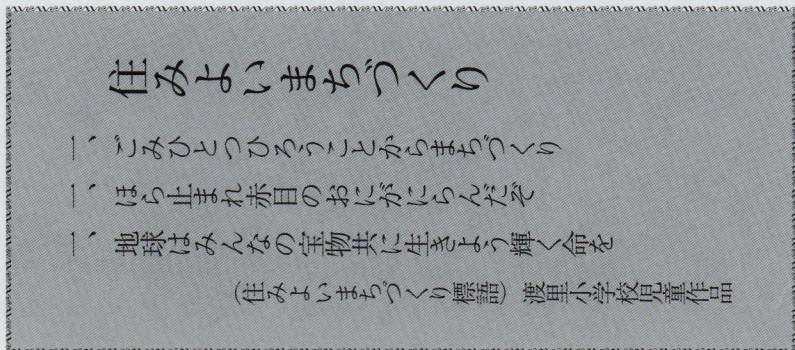 住みよいまちづくり
一、ごみひとつひろうことからまちづくり
一、ほら止まれ赤目のおにがにらんだぞ
一、地球はみんなの宝物共に生きよう輝く命を
(住みよいまちづくり標語) 渡里小学校児童作品